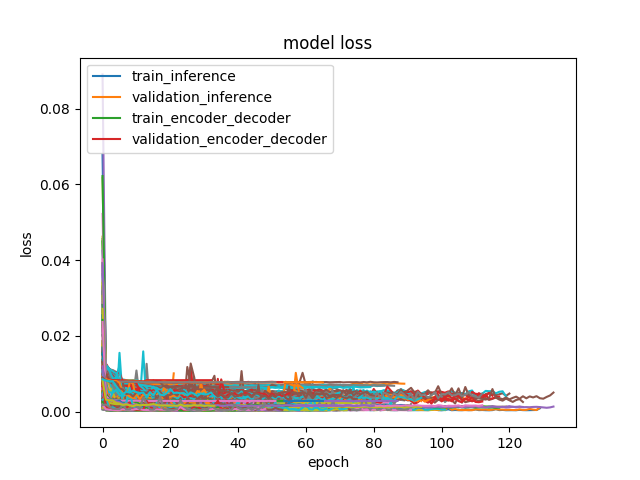 model loss
train_inference
validation_inference
train_encoder_decoder
validation_encoder_decoder
0.08
0.06
0.04
0.02
0.00
loss
0 20 40 60 80 100 120
epoch